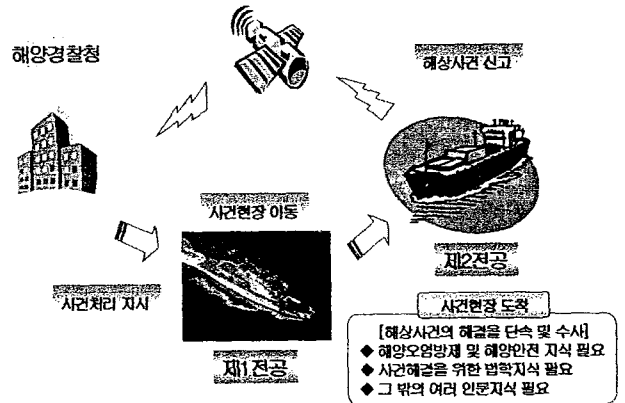 해양경찰청
해상사건 신고
사건현장 이동
제2전공
사건처리 지시
사건현장 도착
제1전공
[해상사건의 해결을 단속 및 수사]
◆ 해양오염방제 및 해양안전 지식 필요
◆ 사건해결을 위한 법학지식 필요
◆ 그 밖의 여러 인문지식 필요